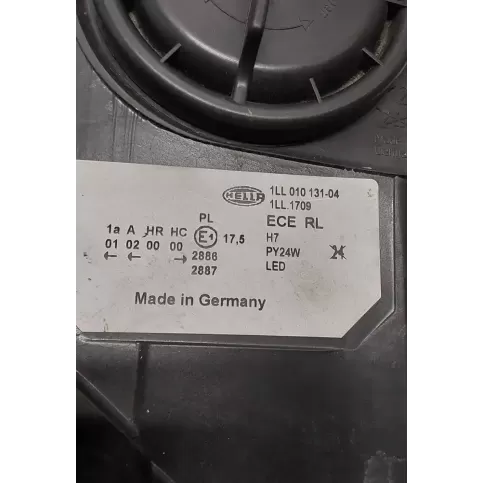 HELLA
1LL 010 131-04
1LL.1709
PL
ECE RL
1a A HR HC
E1
17,5
H7
01 02 00 00
2886
PY24W
← ← →
2887
LED
Made in Germany